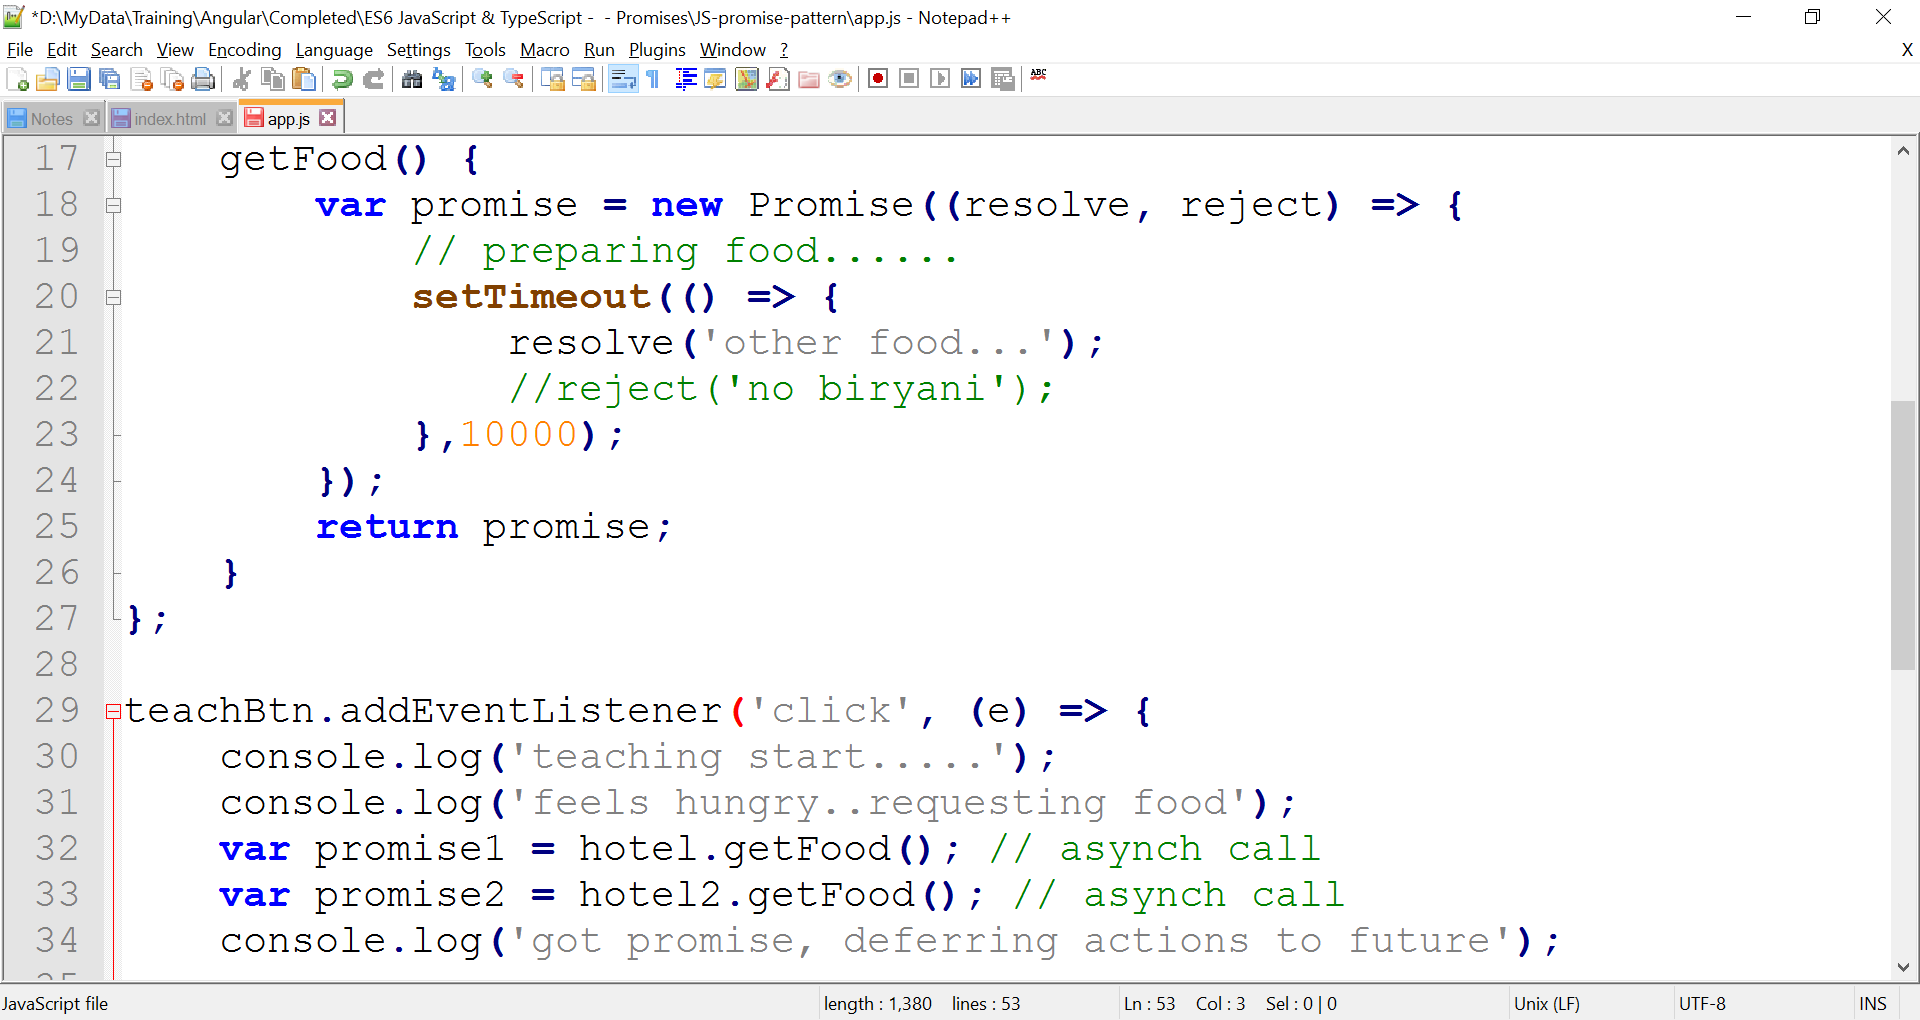 *D:\MyData\Training\Angular\Completed\ES6 JavaScript & TypeScript -  - Promises\JS-promise-pattern\app.js - Notepad++
File Edit Search View Encoding Language Settings Tools Macro Run Plugins Window ? X
ABC
Notes index.html app.js
17 getFood() {
18 var promise = new Promise((resolve, reject) => {
19 // preparing food......
20 setTimeout(() => {
21 resolve('other food...');
22 //reject('no biryani');
23 },10000);
24 });
25 return promise;
26 }
27 };
28
29 teachBtn.addEventListener('click', (e) => {
30 console.log('teaching start.....');
31 console.log('feels hungry..requesting food');
32 var promise1 = hotel.getFood(); // asynch call
33 var promise2 = hotel2.getFood(); // asynch call
34 console.log('got promise, deferring actions to future');
JavaScript file length : 1,380 lines : 53 Ln : 53 Col : 3 Sel : 0 | 0 Unix (LF) UTF-8 INS